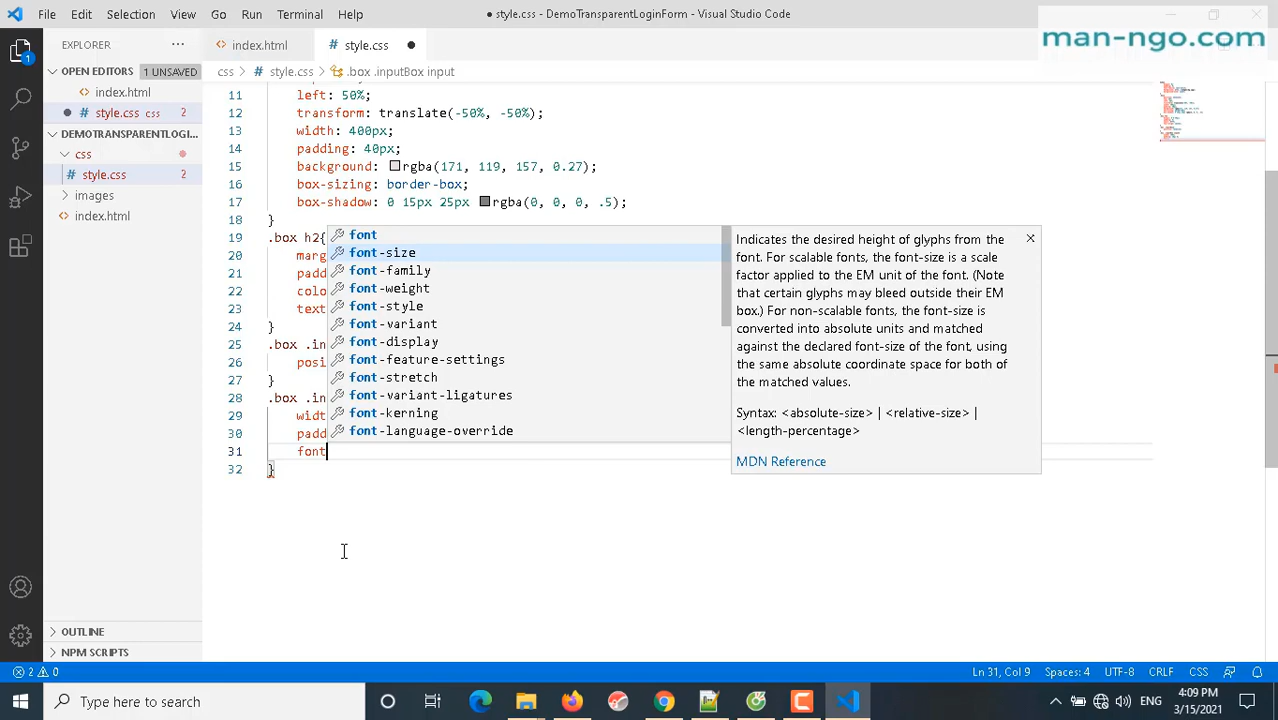 File Edit Selection View Go Run Terminal Help
● style.css - DemoTransparentLoginForm - Visual Studio Code
man-ngo.com
EXPLORER
index.html
# style.css
OPEN EDITORS 1 UNSAVED
css > # style.css > .box .inputBox input
index.html
# style.css css 2
DEMOTRANSPARENTLOGI...
css
# style.css 2
images
index.html
11 left: 50%;
12 transform: translate(-50%, -50%);
13 width: 400px;
14 padding: 40px;
15 background: rgba(171, 119, 157, 0.27);
16 box-sizing: border-box;
17 box-shadow: 0 15px 25px rgba(0, 0, 0, .5);
18 }
19 .box h2{
20 marg
21 padd
22 colo
23 text
24 }
25 .box .in
26 posi
27 }
28 .box .in
29 widt
30 padd
31 font
32 }
font
font-size
font-family
font-weight
font-style
font-variant
font-display
font-feature-settings
font-stretch
font-variant-ligatures
font-kerning
font-language-override
Indicates the desired height of glyphs from the
font. For scalable fonts, the font-size is a scale
factor applied to the EM unit of the font. (Note
that certain glyphs may bleed outside their EM
box.) For non-scalable fonts, the font-size is
converted into absolute units and matched
against the declared font-size of the font, using
the same absolute coordinate space for both of
the matched values.
Syntax: <absolute-size> | <relative-size> |
<length-percentage>
MDN Reference
OUTLINE
NPM SCRIPTS
2 0
Ln 31, Col 9 Spaces: 4 UTF-8 CRLF CSS
Type here to search
ENG
4:09 PM
3/15/2021